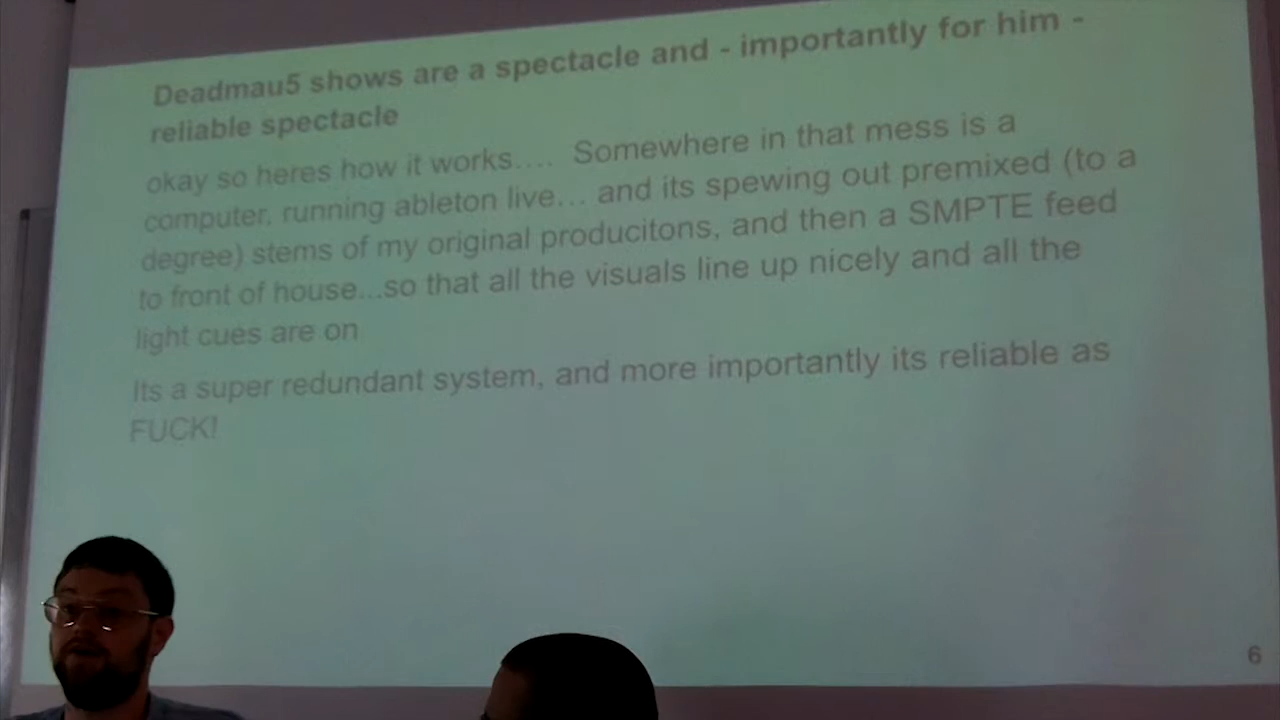 Deadmau5 shows are a spectacle and - importantly for him -
reliable spectacle
okay so heres how it works.... Somewhere in that mess is a
computer, running ableton live... and its spewing out premixed (to a
degree) stems of my original producitons, and then a SMPTE feed
to front of house...so that all the visuals line up nicely and all the
light cues are on
Its a super redundant system, and more importantly its reliable as
FUCK!
6